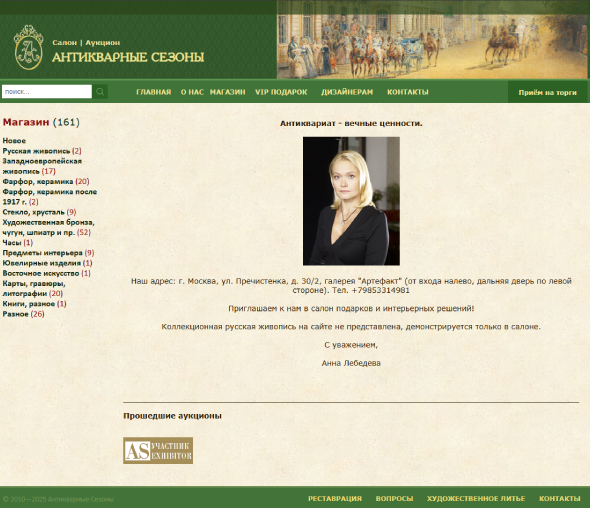 Салон | Аукцион
АНТИКВАРНЫЕ СЕЗОНЫ
поиск...
ГЛАВНАЯ О НАС МАГАЗИН VIP ПОДАРОК ДИЗАЙНЕРАМ КОНТАКТЫ
Приём на торги
Магазин (161)
Новое
Русская живопись (2)
Западноевропейская
живопись (17)
Фарфор, керамика (20)
Фарфор, керамика после
1917 г. (2)
Стекло, хрусталь (9)
Художественная бронза,
чугун, шпиатр и пр. (52)
Часы (1)
Предметы интерьера (9)
Ювелирные изделия (1)
Восточное искусство (1)
Карты, гравюры,
литографии (20)
Книги, разное (1)
Разное (26)
Антиквариат - вечные ценности.
Наш адрес: г. Москва, ул. Пречистенка, д. 30/2, галерея "Артефакт" (от входа налево, дальняя дверь по левой
стороне). Тел. +79853314981
Приглашаем к нам в салон подарков и интерьерных решений!
Коллекционная русская живопись на сайте не представлена, демонстрируется только в салоне.
С уважением,
Анна Лебедева
Прошедшие аукционы
AS УЧАСТНИК
EXHIBITOR
© 2010 - 2025 Антикварные Сезоны
РЕСТАВРАЦИЯ ВОПРОСЫ ХУДОЖЕСТВЕННОЕ ЛИТЬЕ КОНТАКТЫ